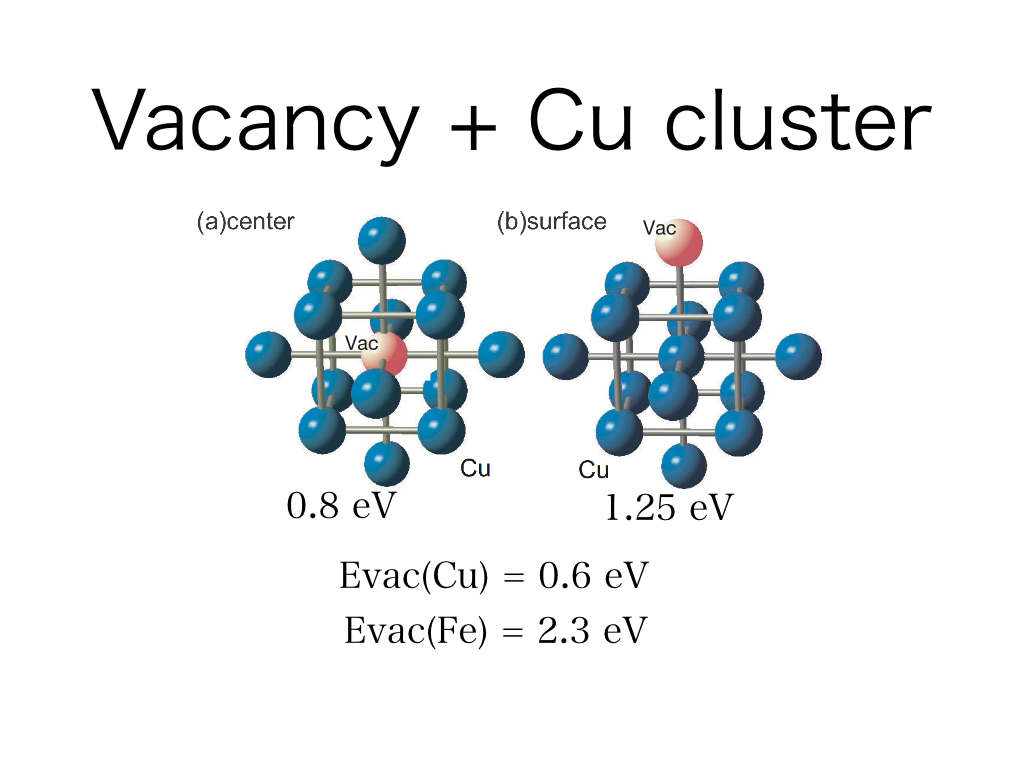 Vacancy + Cu cluster
(a)center
Vac
Cu
0.8 eV
(b)surface
Vac
Cu
1.25 eV
Evac(Cu) = 0.6 eV
Evac(Fe) = 2.3 eV